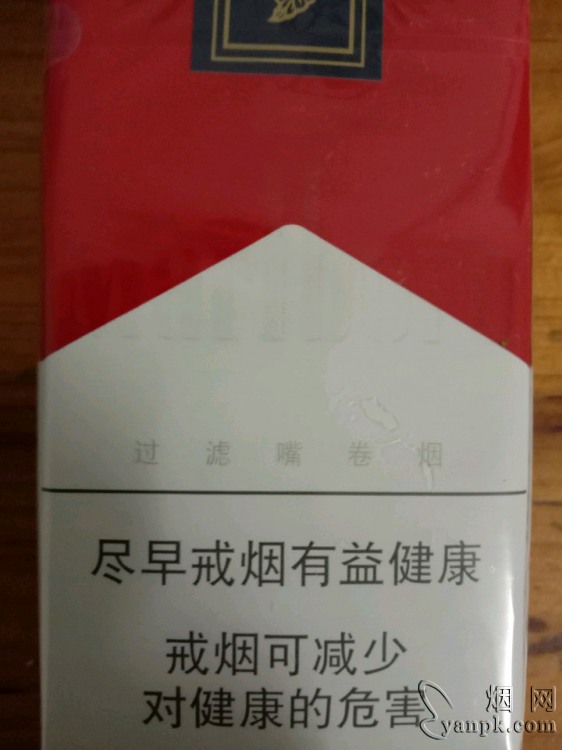 过滤嘴卷烟
尽早戒烟有益健康
戒烟可减少
对健康的危害
烟网
yanpk.com